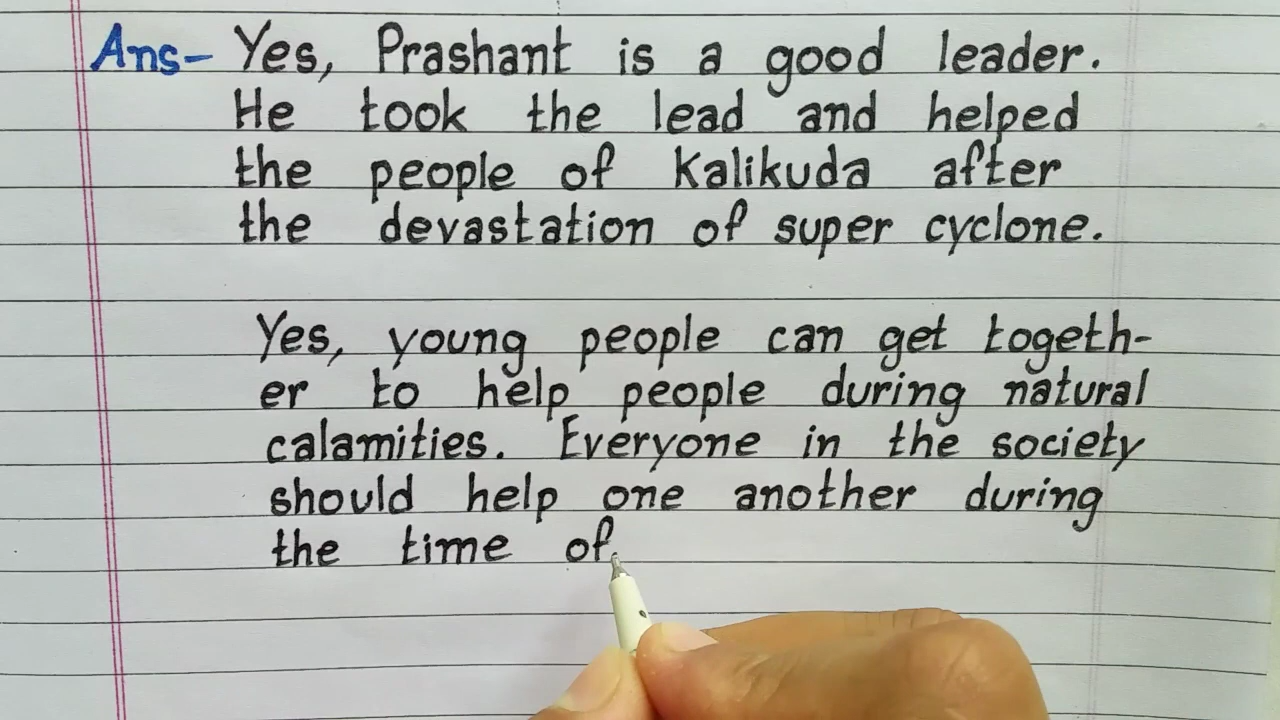 Ans- Yes, Prashant is a good leader.
He took the lead and helped
the people of Kalikuda after
the devastation of super cyclone.
Yes, young people can get togeth-
er to help people during natural
calamities. Everyone in the society
should help one another during
the time of